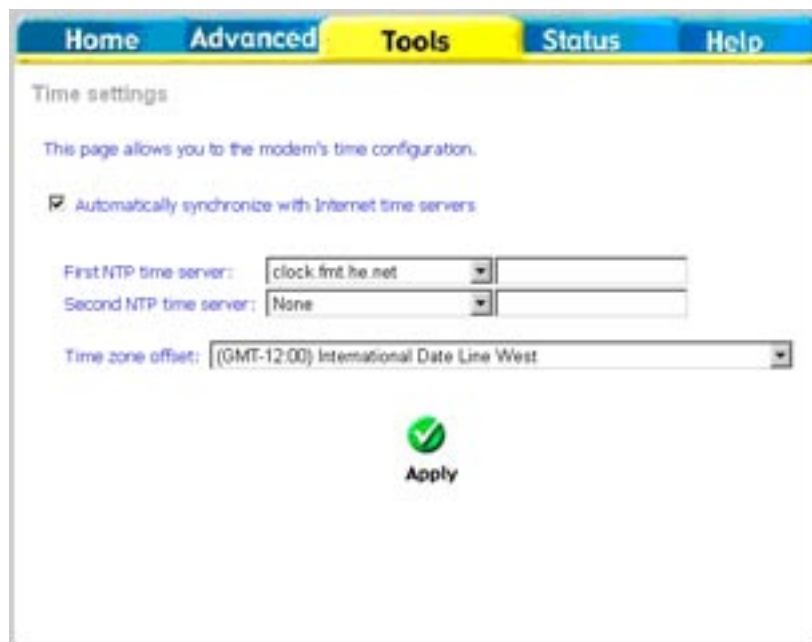 Home Advanced Tools Status Help
Time settings
This page allows you to the modem's time configuration.
Automatically synchronize with Internet time servers
First NTP time server: clock.fmt.he.net
Second NTP time server: None
Time zone offset: (GMT-12:00) International Date Line West
Apply